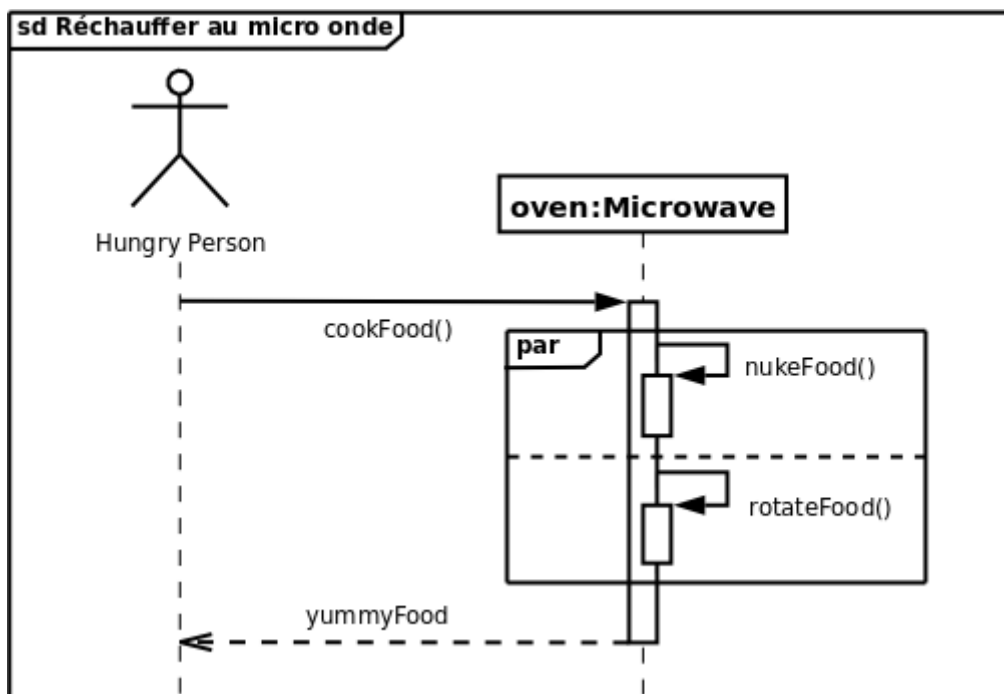 sd Réchauffer au micro onde
oven:Microwave
Hungry Person
cookFood()
par
nukeFood()
rotateFood()
yummyFood